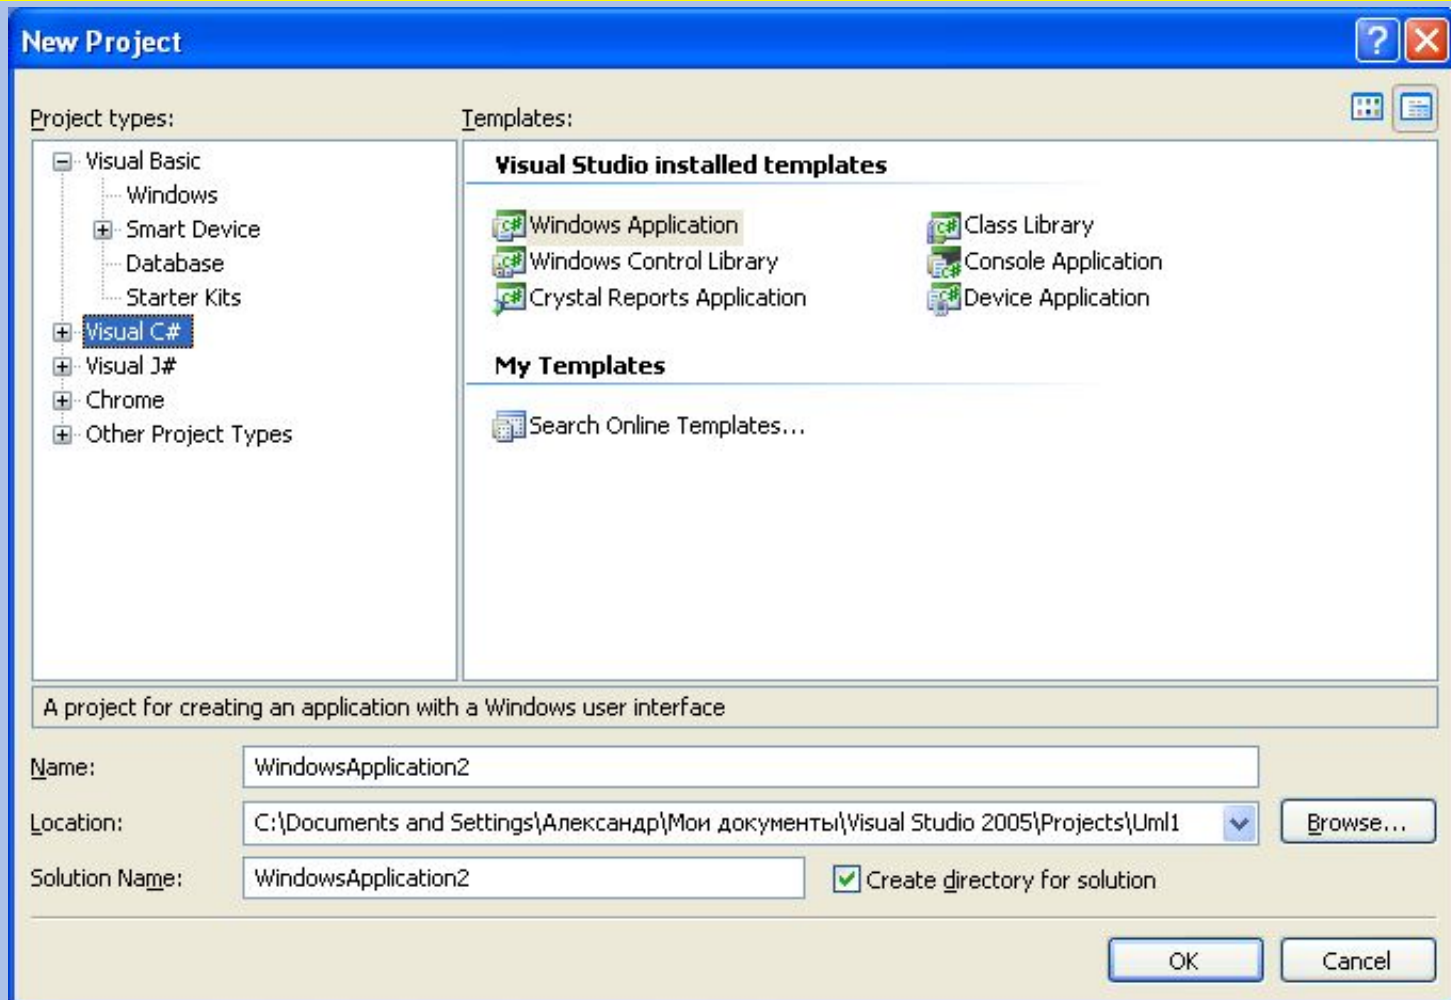 New Project
Project types:
Templates:
Visual Basic
Windows
Smart Device
Database
Starter Kits
Visual C#
Visual J#
Chrome
Other Project Types
Visual Studio installed templates
Windows Application
Class Library
Windows Control Library
Console Application
Crystal Reports Application
Device Application
My Templates
Search Online Templates...
A project for creating an application with a Windows user interface
Name:
WindowsApplication2
Location:
C:\Documents and Settings\Александр\Мои документы\Visual Studio 2005\Projects\Uml1
Browse...
Solution Name:
WindowsApplication2
Create directory for solution
OK
Cancel